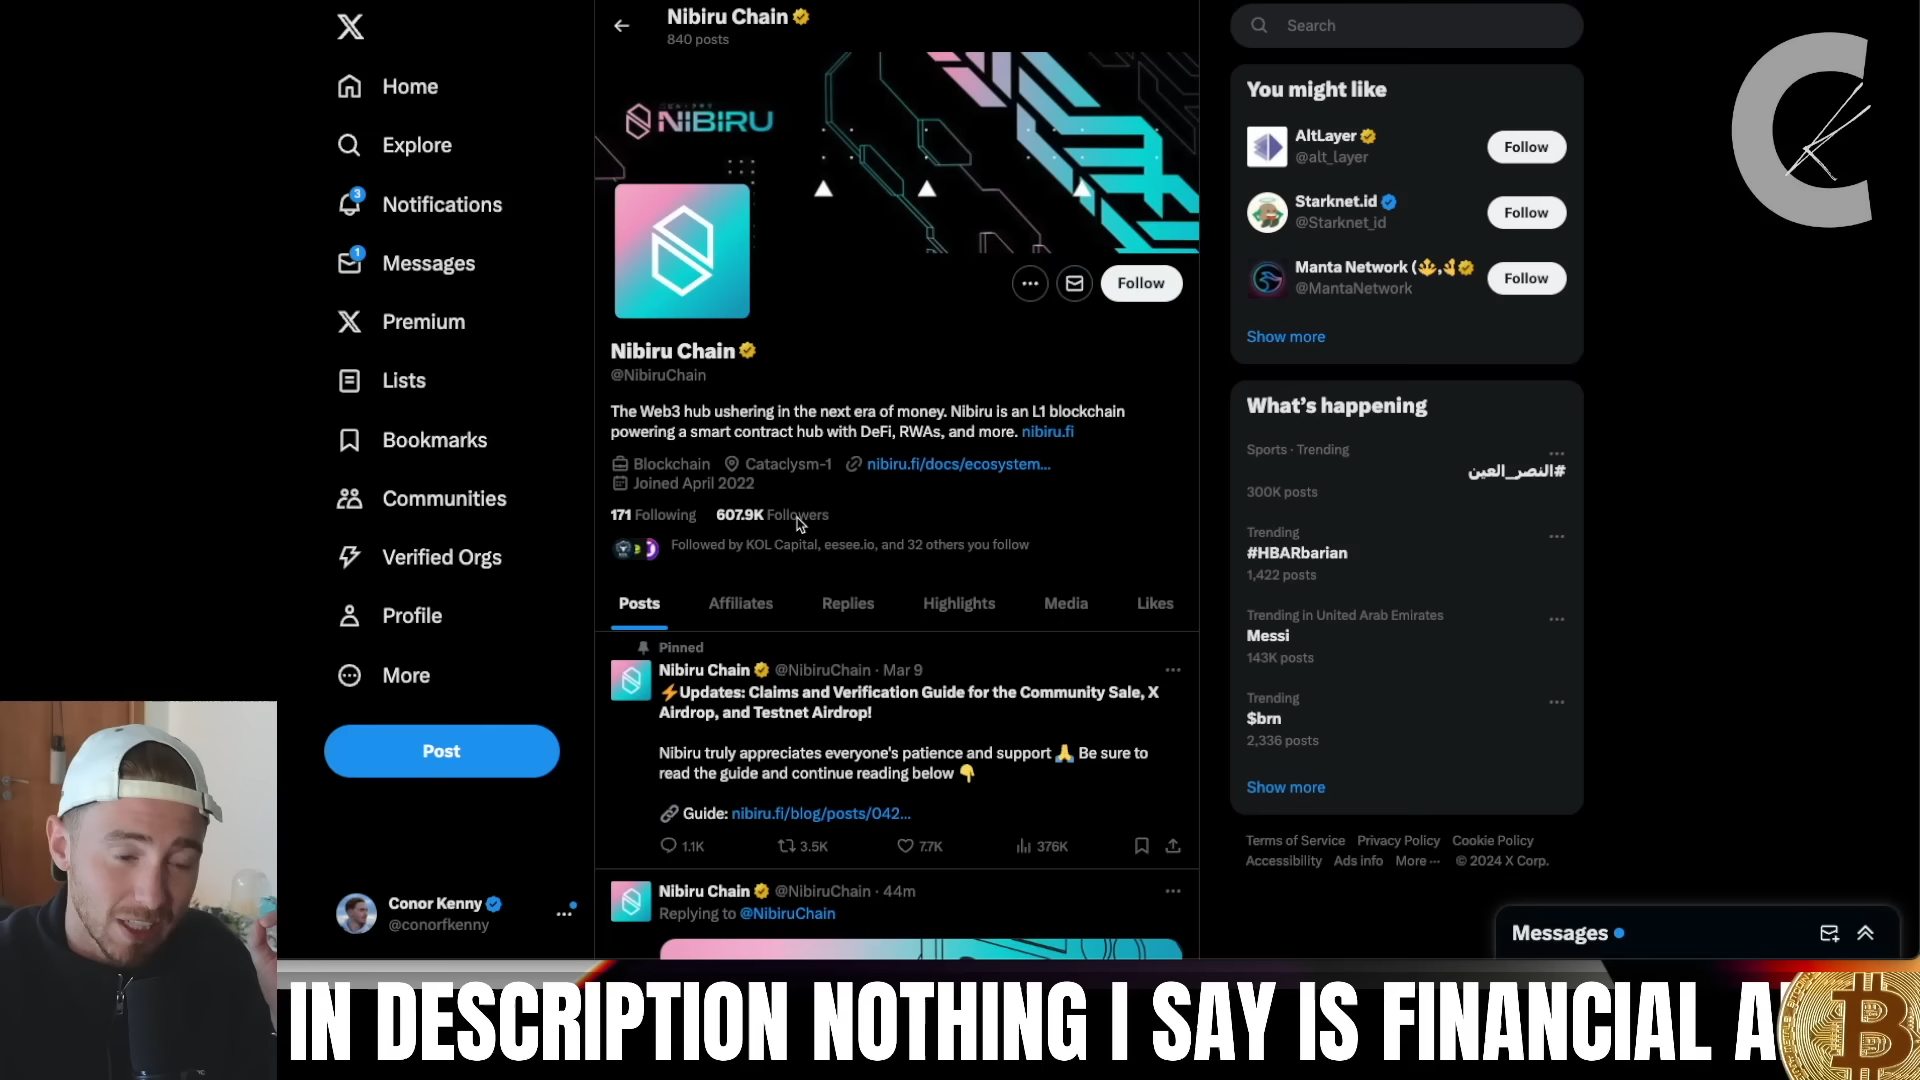 Home
Explore
3
Notifications
1
Messages
Premium
Lists
Bookmarks
Communities
Verified Orgs
Profile
More
Post
Conor Kenny
@conorfkenny
Nibiru Chain
840 posts
NIBIRU
Follow
Nibiru Chain
@NibiruChain
The Web3 hub ushering in the next era of money. Nibiru is an L1 blockchain
powering a smart contract hub with DeFi, RWAs, and more. nibiru.fi
Blockchain Cataclysm-1 nibiru.fi/docs/ecosystem...
Joined April 2022
171 Following 607.9K Followers
Followed by KOL Capital, eesee.io, and 32 others you follow
Posts Affiliates Replies Highlights Media Likes
Pinned
Nibiru Chain @NibiruChain · Mar 9
⚡Updates: Claims and Verification Guide for the Community Sale, X
Airdrop, and Testnet Airdrop!
Nibiru truly appreciates everyone's patience and support 🙏 Be sure to
read the guide and continue reading below 👇
🔗 Guide: nibiru.fi/blog/posts/042...
1.1K 3.5K 7.7K 376K
Nibiru Chain @NibiruChain · 44m
Replying to @NibiruChain
Search
You might like
AltLayer
@alt_layer
Follow
Starknet.id
@Starknet_id
Follow
Manta Network (🔱,🔱
@MantaNetwork
Follow
Show more
What's happening
Sports · Trending
#النصر_العين
300K posts
Trending
#HBARbarian
1,422 posts
Trending in United Arab Emirates
Messi
143K posts
Trending
$brn
2,336 posts
Show more
Terms of Service Privacy Policy Cookie Policy
Accessibility Ads info More ··· © 2024 X Corp.
Messages
IN DESCRIPTION NOTHING I SAY IS FINANCIAL A